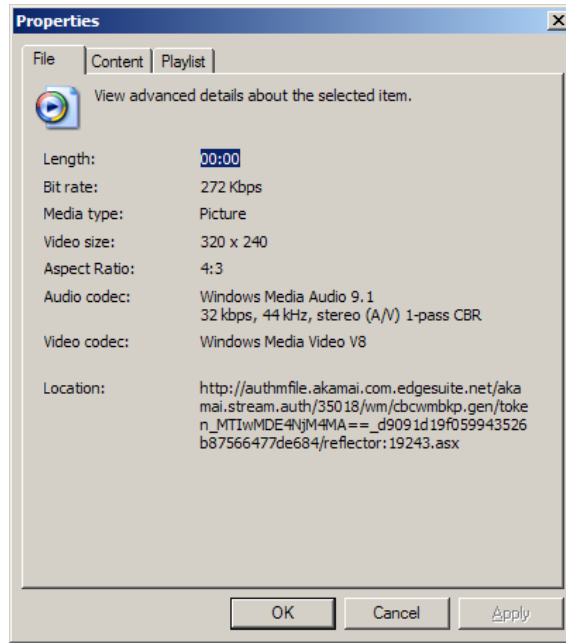 Properties
File Content Playlist
View advanced details about the selected item.
Length: 00:00
Bit rate: 272 Kbps
Media type: Picture
Video size: 320 x 240
Aspect Ratio: 4:3
Audio codec: Windows Media Audio 9.1
32 kbps, 44 kHz, stereo (A/V) 1-pass CBR
Video codec: Windows Media Video V8
Location: http://authmfile.akamai.com.edgesuite.net/aka
mai.stream.auth/35018/wm/cbcwmbkp.gen/toke
n_MTIwMDE4NjM4MA==_d9091d19f059943526
b87566477de684/reflector:19243.asx
OK Cancel Apply